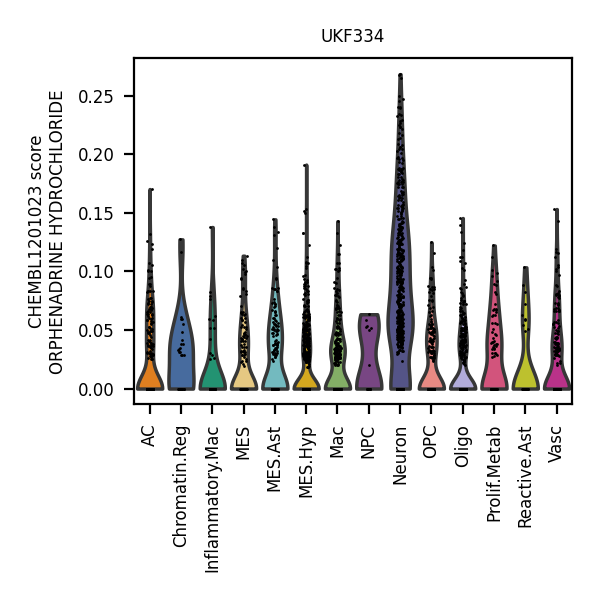 UKF334
CHEMBL1201023 score
ORPHENADRINE HYDROCHLORIDE
0.25
0.20
0.15
0.10
0.05
0.00
AC
Chromatin.Reg
Inflammatory.Mac
MES
MES.Ast
MES.Hyp
Mac
NPC
Neuron
OPC
Oligo
Prolif.Metab
Reactive.Ast
Vasc